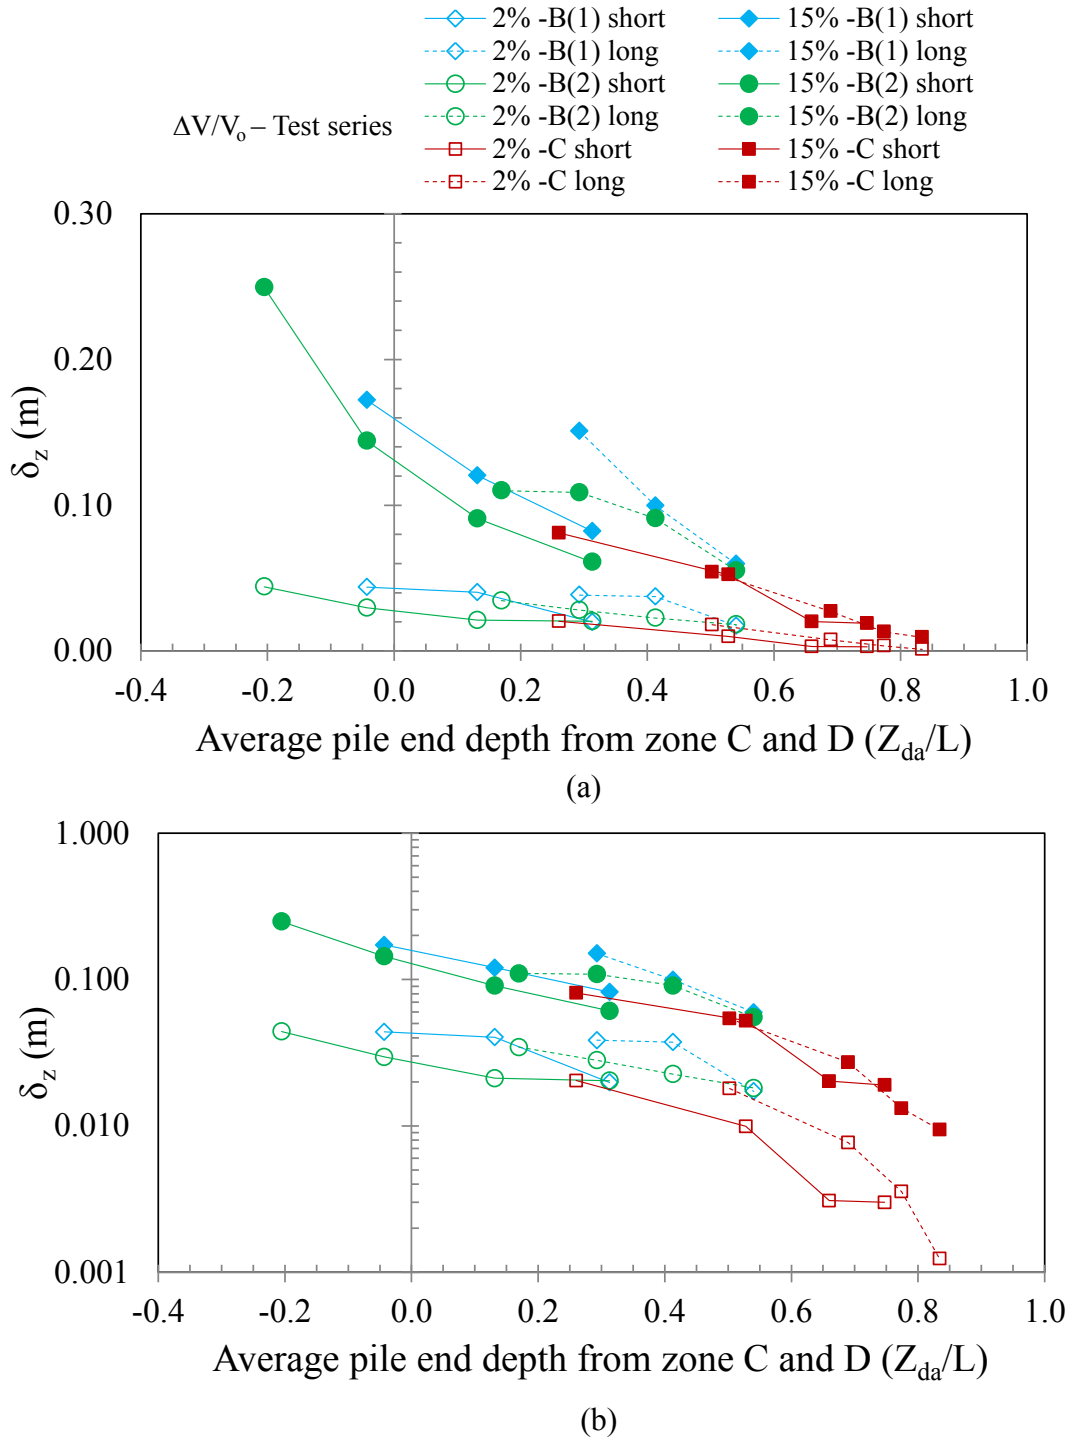 2% -B(1) short
15% -B(1) short
2% -B(1) long
15% -B(1) long
2% -B(2) short
15% -B(2) short
ΔV/Vo – Test series
2% -B(2) long
15% -B(2) long
2% -C short
15% -C short
2% -C long
15% -C long
0.30
0.20
0.10
0.00
δz (m)
-0.4 -0.2 0.0 0.2 0.4 0.6 0.8 1.0
Average pile end depth from zone C and D (Zda/L)
(a)
1.000
0.100
0.010
0.001
δz (m)
-0.4 -0.2 0.0 0.2 0.4 0.6 0.8 1.0
Average pile end depth from zone C and D (Zda/L)
(b)